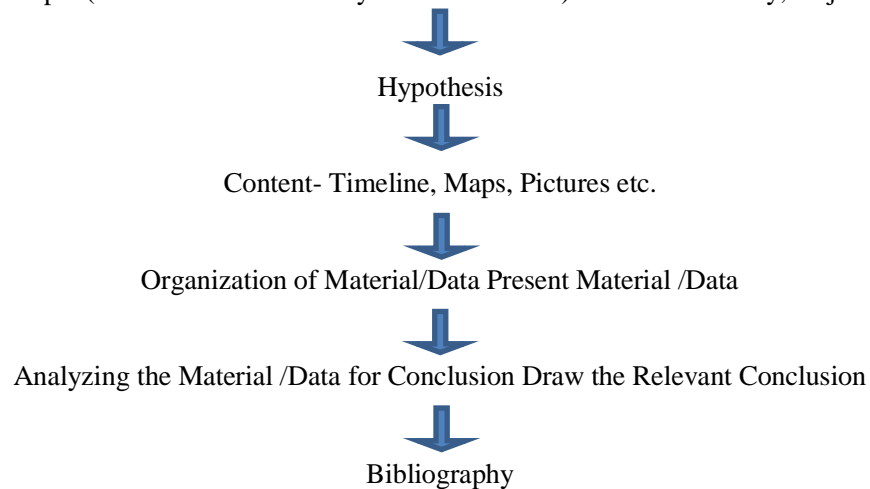 Hypothesis
Content- Timeline, Maps, Pictures etc.
Organization of Material/Data Present Material /Data
Analyzing the Material /Data for Conclusion Draw the Relevant Conclusion
Bibliography